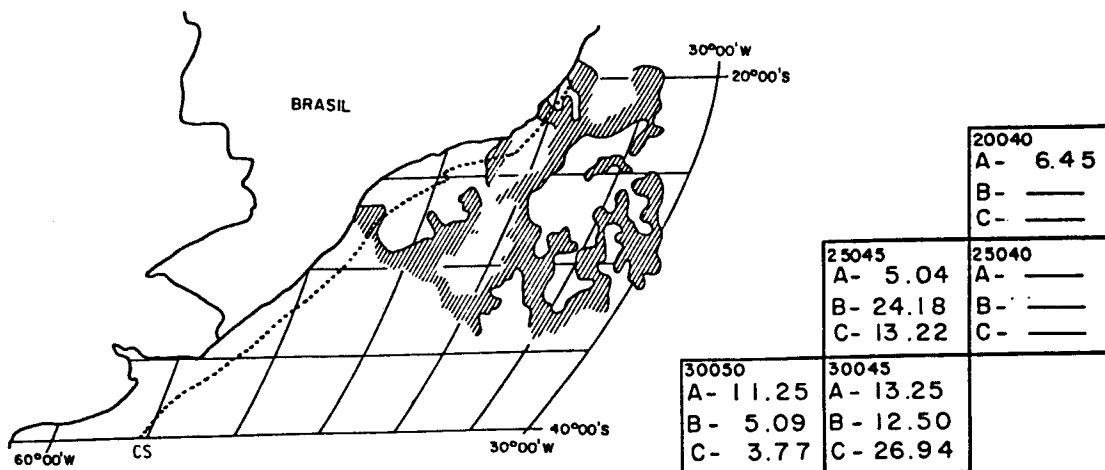 30°00'W
20°00'S
BRASIL
20040
A- 6.45
B- ——
C- ——
25045
A- 5.04
B- 24.18
C- 13.22
25040
A- ——
B- ——
C- ——
30050
A- 11.25
B- 5.09
C- 3.77
30045
A- 13.25
B- 12.50
C- 26.94
40°00'S
30°00'W
60°00'W
CS